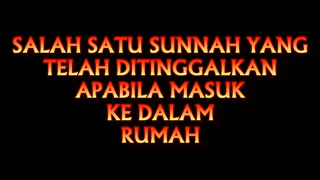 SALAH SATU SUNNAH YANG
TELAH DITINGGALKAN
APABILA MASUK
KE DALAM
RUMAH